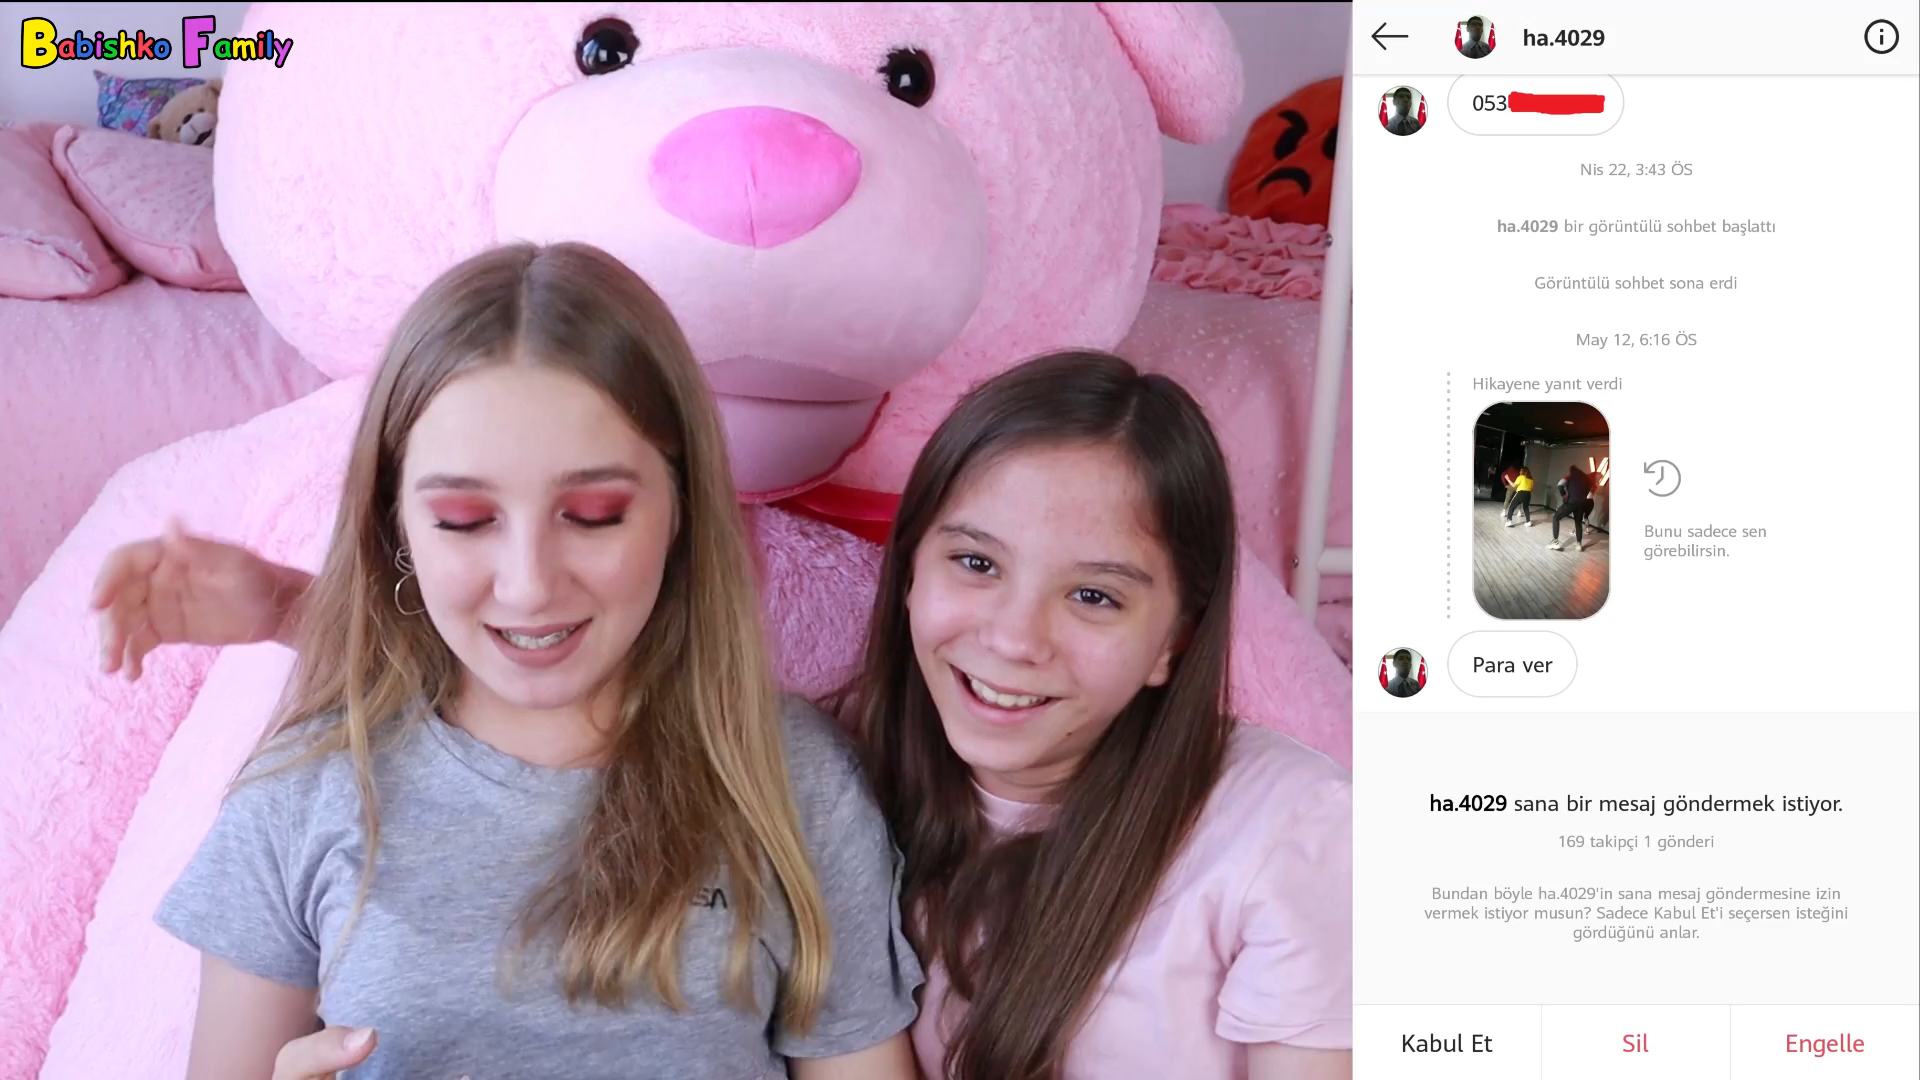 Babishko Family
ha.4029
053
Nis 22, 3:43 ÖS
ha.4029 bir görüntülü sohbet başlattı
Görüntülü sohbet sona erdi
May 12, 6:16 ÖS
Hikayene yanıt verdi
Bunu sadece sen
görebilirsin.
Para ver
ha.4029 sana bir mesaj göndermek istiyor.
169 takipçi 1 gönderi
Bundan böyle ha.4029'in sana mesaj göndermesine izin
vermek istiyor musun? Sadece Kabul Et'i seçersen isteğini
gördüğünü anlar.
Kabul Et
Sil
Engelle